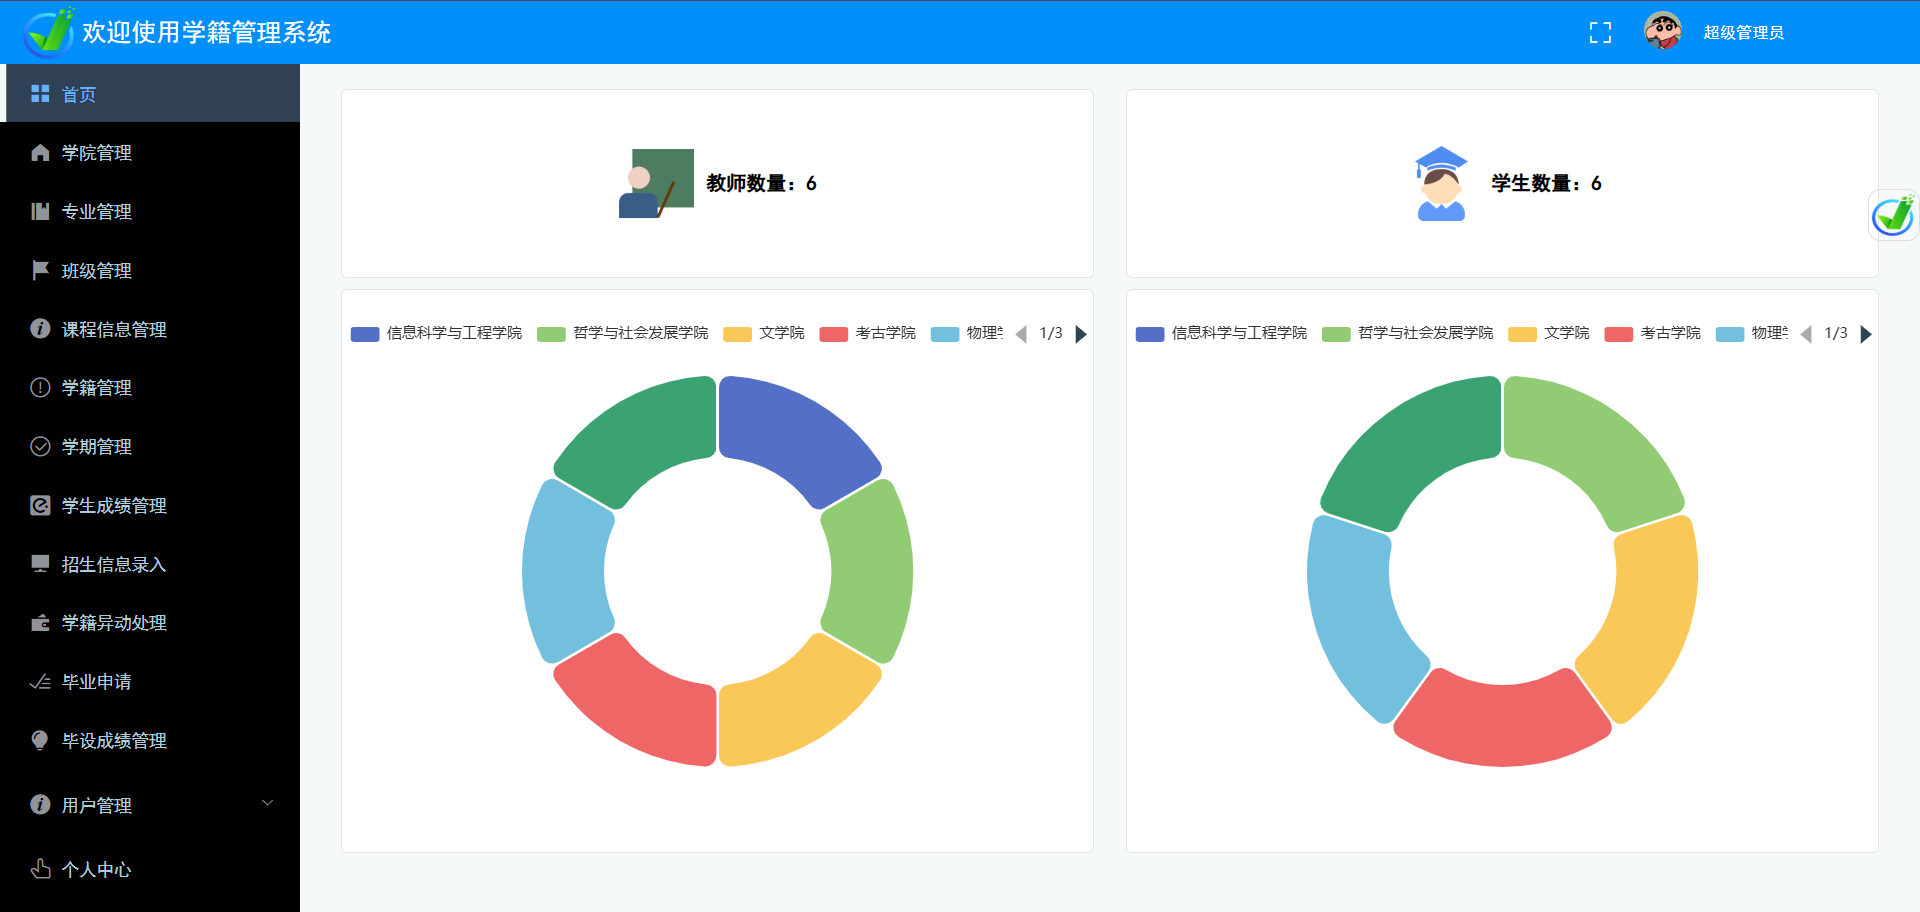 欢迎使用学籍管理系统
超级管理员
首页
学院管理
专业管理
班级管理
课程信息管理
学籍管理
学期管理
学生成绩管理
招生信息录入
学籍异动处理
毕业申请
毕设成绩管理
用户管理
个人中心
教师数量：6
学生数量：6
信息科学与工程学院 哲学与社会发展学院 文学院 考古学院 物理 1/3
信息科学与工程学院 哲学与社会发展学院 文学院 考古学院 物理 1/3